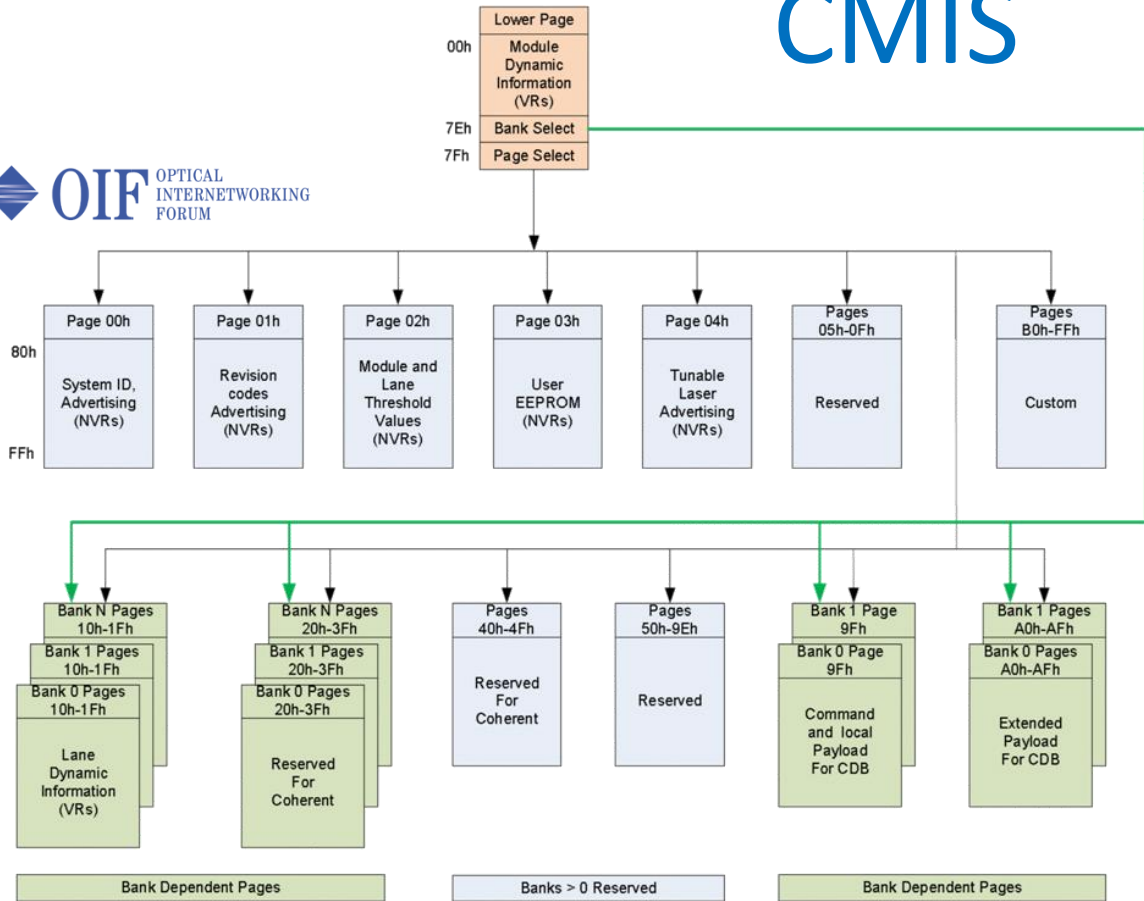 CMIS
Lower Page
00h
Module
Dynamic
Information
(VRs)
7Eh
Bank Select
7Fh
Page Select
OIF
OPTICAL
INTERNETWORKING
FORUM
Page 00h
80h
System ID,
Advertising
(NVRs)
FFh
Page 01h
Revision
codes
Advertising
(NVRs)
Page 02h
Module and
Lane
Threshold
Values
(NVRs)
Page 03h
User
EEPROM
(NVRs)
Page 04h
Tunable
Laser
Advertising
(NVRs)
Pages
05h-0Fh
Reserved
Pages
B0h-FFh
Custom
Bank N Pages
10h-1Fh
Bank 1 Pages
10h-1Fh
Bank 0 Pages
10h-1Fh
Lane
Dynamic
Information
(VRs)
Bank N Pages
20h-3Fh
Bank 1 Pages
20h-3Fh
Bank 0 Pages
20h-3Fh
Reserved
For
Coherent
Pages
40h-4Fh
Reserved
For
Coherent
Pages
50h-9Eh
Reserved
Bank 1 Page
9Fh
Bank 0 Page
9Fh
Command
and local
Payload
For CDB
Bank 1 Pages
A0h-AFh
Bank 0 Pages
A0h-AFh
Extended
Payload
For CDB
Bank Dependent Pages
Banks > 0 Reserved
Bank Dependent Pages